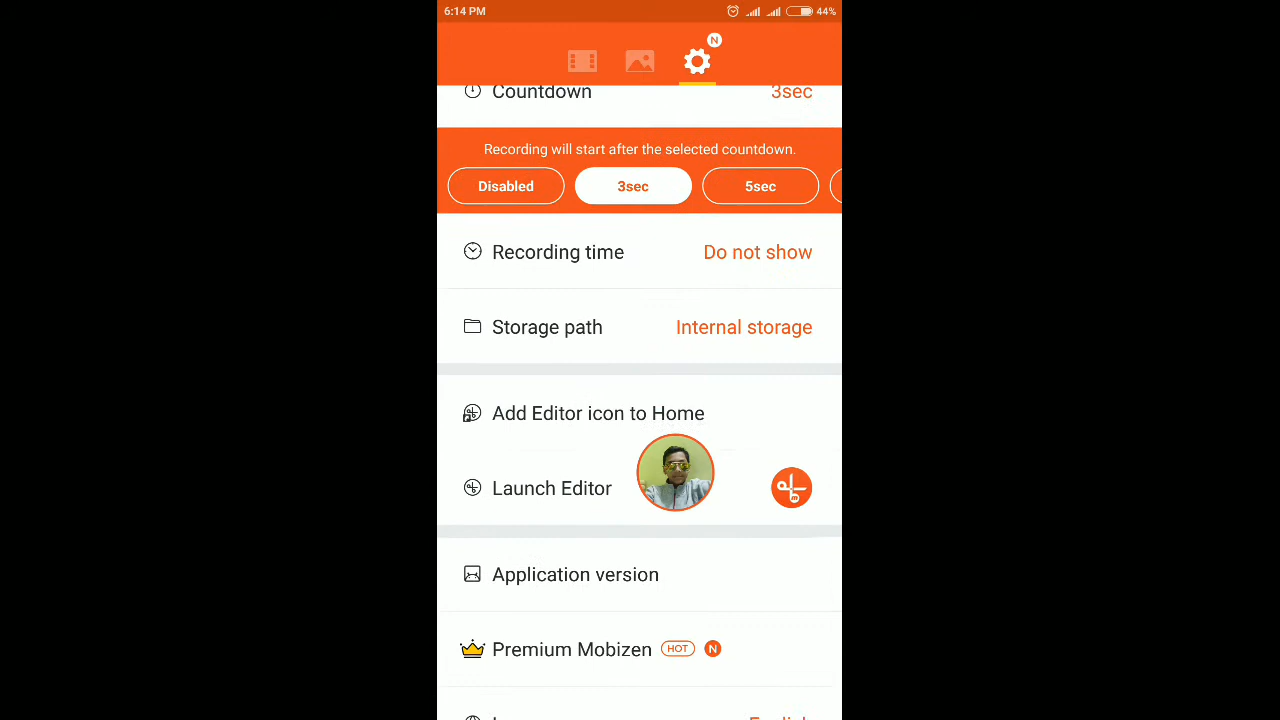 6:14 PM 44%
N
Countdown 3sec
Recording will start after the selected countdown.
Disabled 3sec 5sec
Recording time Do not show
Storage path Internal storage
Add Editor icon to Home
Launch Editor
Application version
Premium Mobizen HOT N